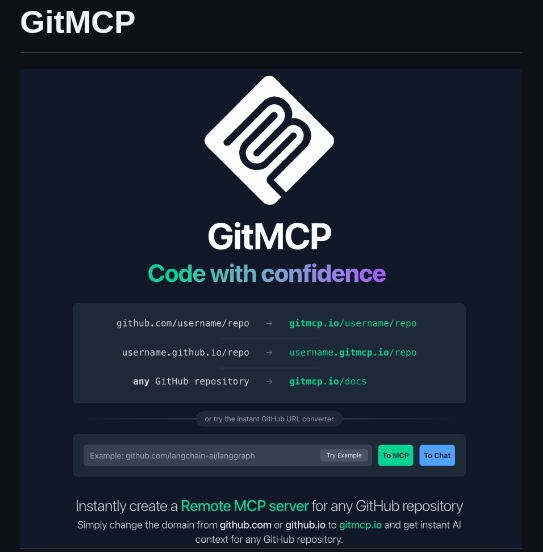 GitMCP
GitMCP
Code with confidence
github.com/username/repo → gitmcp.io/username/repo
username.github.io/repo → username.gitmcp.io/repo
any GitHub repository → gitmcp.io/docs
or try the instant GitHub URL converter
Example: github.com/langchain-ai/langgraph Try Example To MCP To Chat
Instantly create a Remote MCP server for any GitHub repository
Simply change the domain from github.com or github.io to gitmcp.io and get instant AI
context for any GitHub repository.